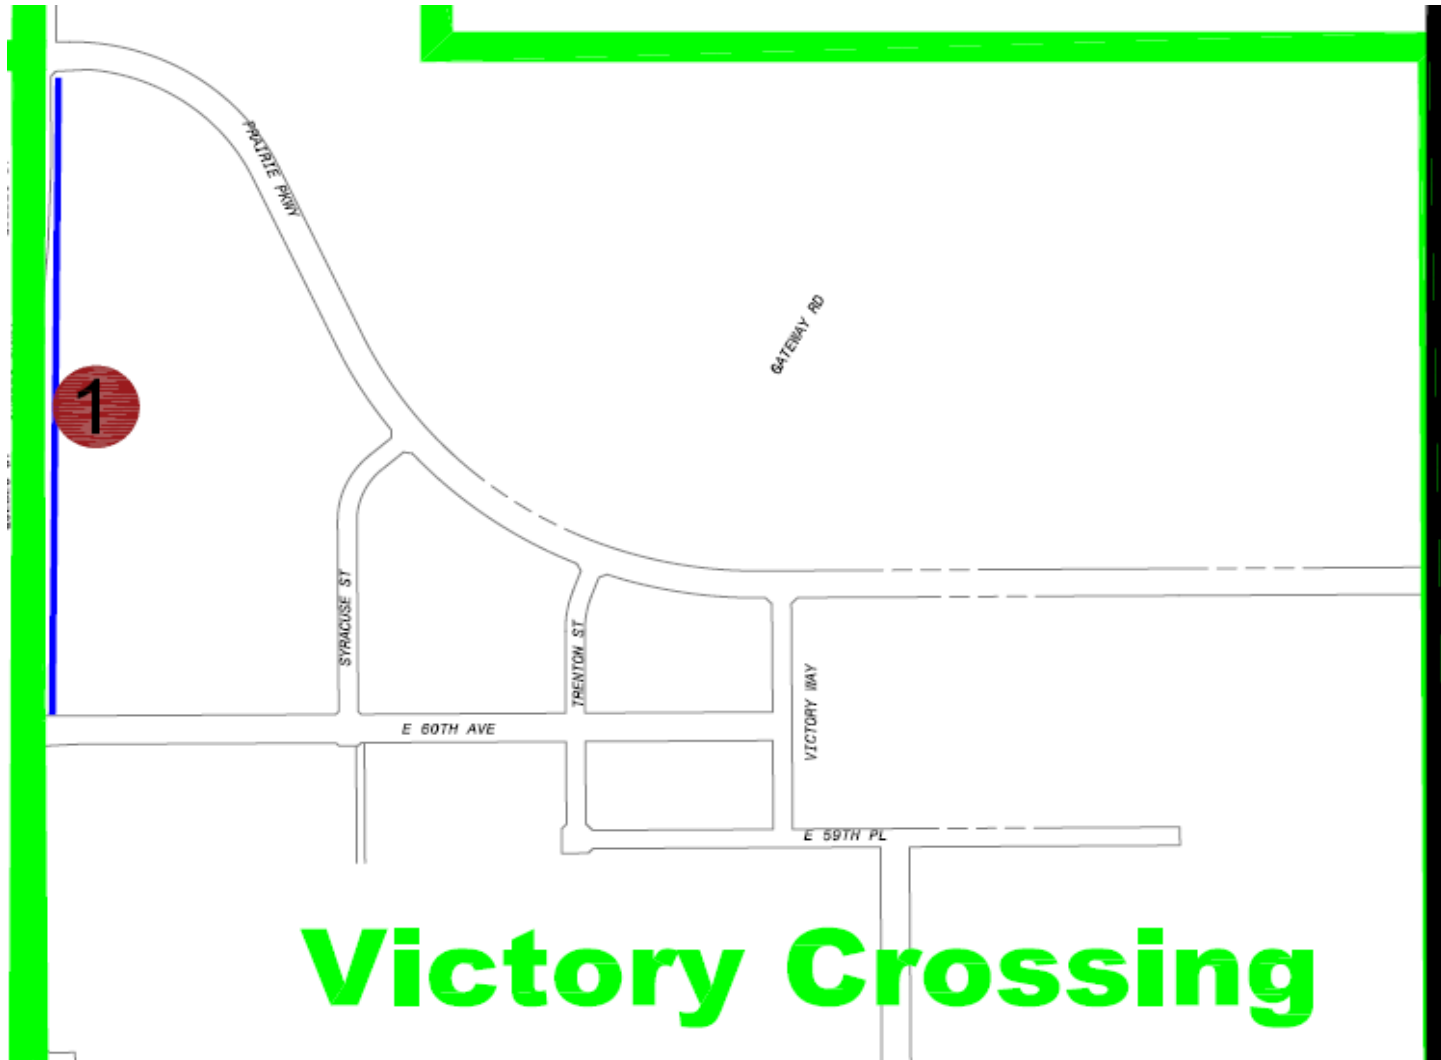 PRAIRIE PKWY
GATEWAY RD
1
SYRACUSE ST
TRENTON ST
VICTORY WAY
E 60TH AVE
E 59TH PL
Victory Crossing